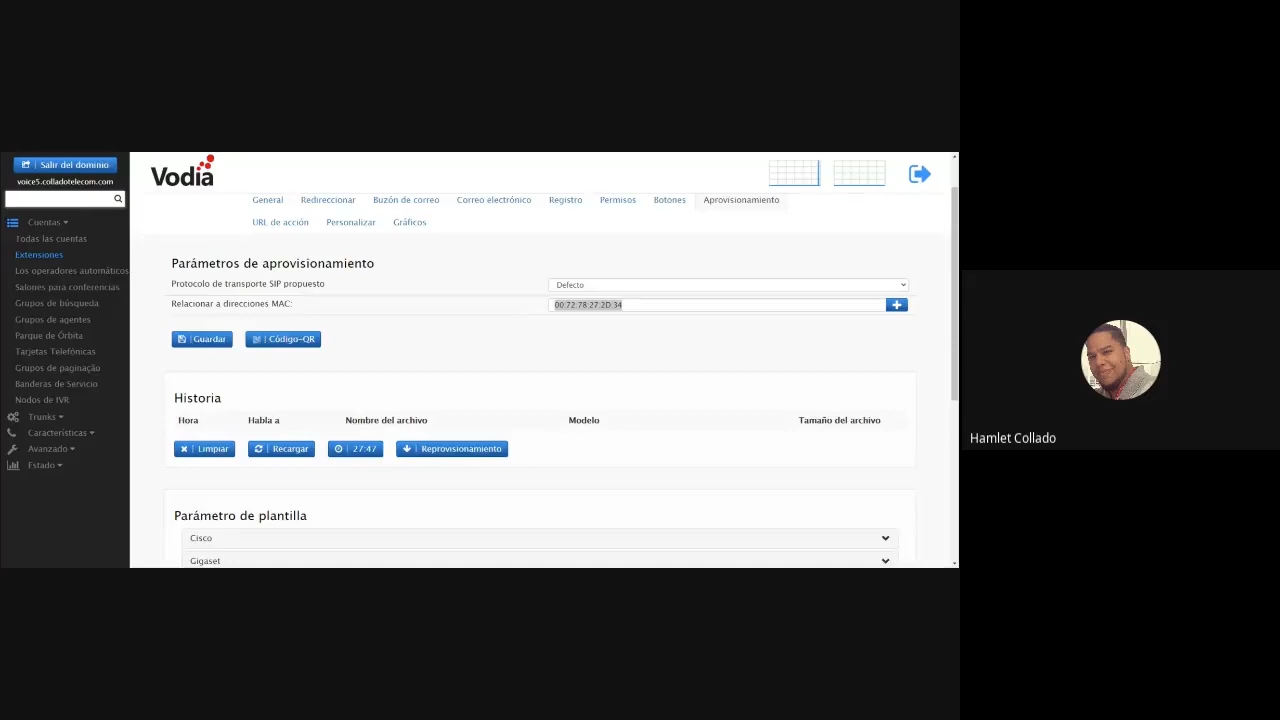 Salir del dominio
voice5.colladotelecom.com
Cuentas
Todas las cuentas
Extensiones
Los operadores automáticos
Salones para conferencias
Grupos de búsqueda
Grupos de agentes
Parque de Órbita
Tarjetas Telefónicas
Grupos de paginação
Banderas de Servicio
Nodos de IVR
Trunks
Características
Avanzado
Estado
Vodia
General Redireccionar Buzón de correo Correo electrónico Registro Permisos Botones Aprovisionamiento
URL de acción Personalizar Gráficos
Parámetros de aprovisionamiento
Protocolo de transporte SIP propuesto Defecto
Relacionar a direcciones MAC: 00:72:78:27:2D:34
Guardar Código-QR
Historia
Hora Habla a Nombre del archivo Modelo Tamaño del archivo
Limpiar Recargar 27:47 Reprovisionamiento
Parámetro de plantilla
Cisco
Gigaset
Hamlet Collado